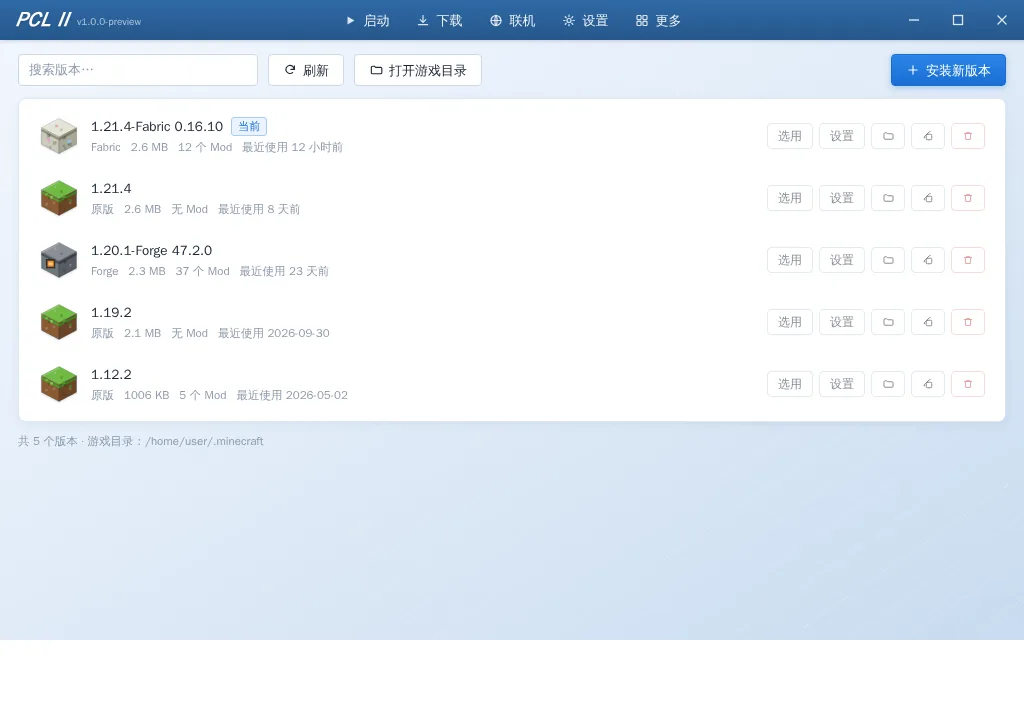 PCL II v1.0.0-preview
启动 下载 联机 设置 更多
搜索版本… 刷新 打开游戏目录 安装新版本
1.21.4-Fabric 0.16.10 当前
Fabric 2.6 MB 12 个 Mod 最近使用 12 小时前
选用 设置
1.21.4
原版 2.6 MB 无 Mod 最近使用 8 天前
选用 设置
1.20.1-Forge 47.2.0
Forge 2.3 MB 37 个 Mod 最近使用 23 天前
选用 设置
1.19.2
原版 2.1 MB 无 Mod 最近使用 2026-09-30
选用 设置
1.12.2
原版 1006 KB 5 个 Mod 最近使用 2026-05-02
选用 设置
共 5 个版本 · 游戏目录：/home/user/.minecraft